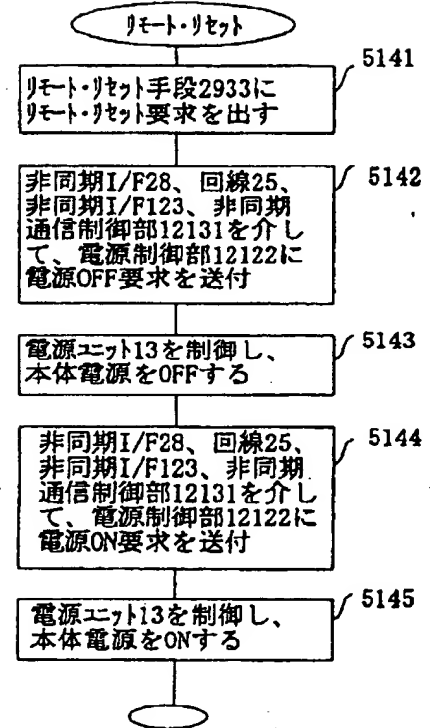 リモート・リセット
5141
リモート・リセット手段2933に
リモート・リセット要求を出す
5142
非同期I/F28、回線25、
非同期I/F123、非同期
通信制御部12131を介し
て、電源制御部12122に
電源OFF要求を送付
5143
電源ユニット13を制御し、
本体電源をOFFする
5144
非同期I/F28、回線25、
非同期I/F123、非同期
通信制御部12131を介し
て、電源制御部12122に
電源ON要求を送付
5145
電源ユニット13を制御し、
本体電源をONする